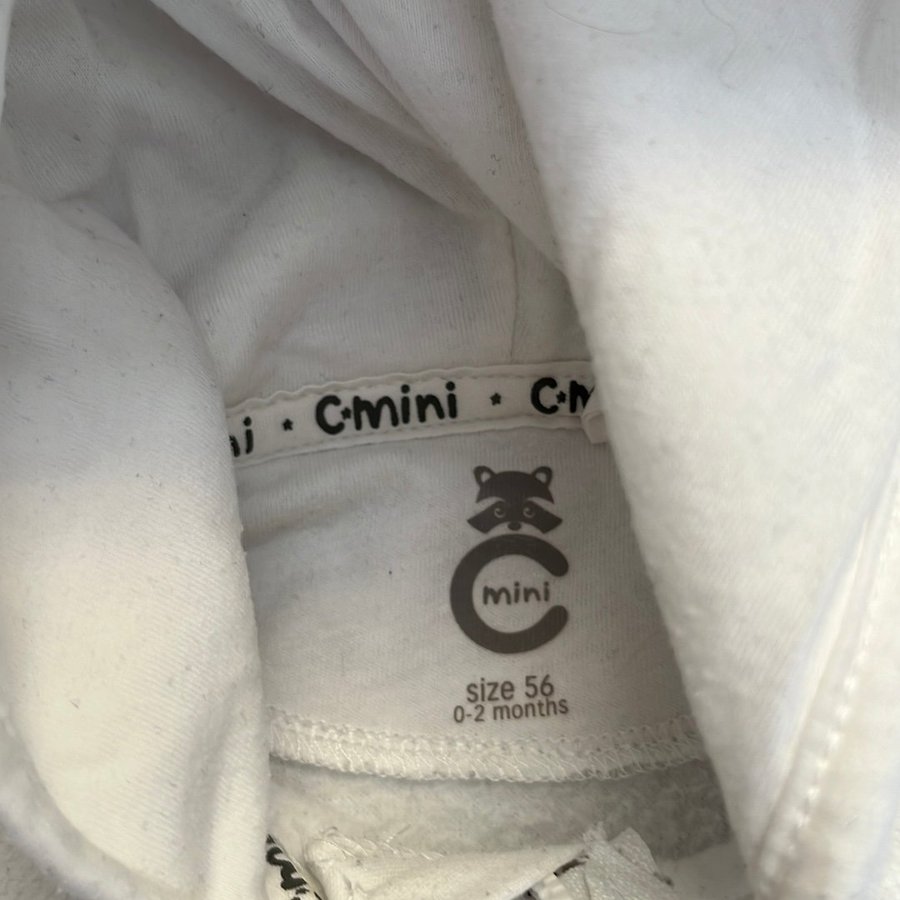 ni * C*mini * C*m
mini
size 56
0-2 months